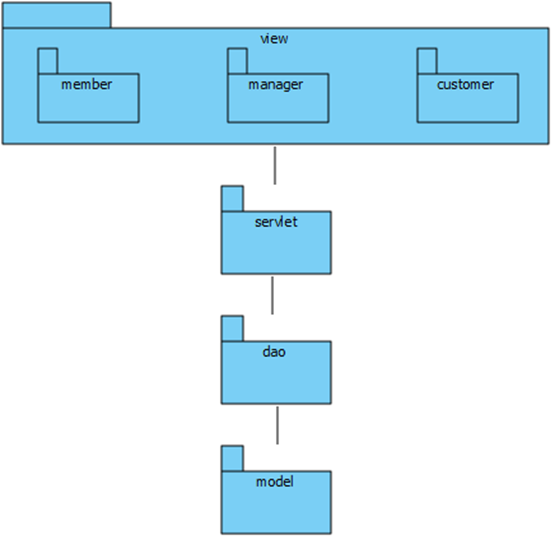 view
member
manager
customer
servlet
dao
model